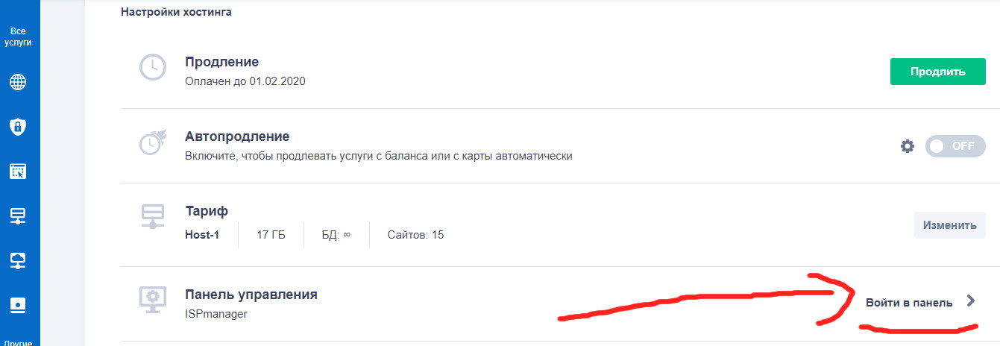 Настройки хостинга
Все
услуги
Продление
Оплачен до 01.02.2020
Продлить
Автопродление
Включите, чтобы продлевать услуги с баланса или с карты автоматически
OFF
Тариф
Host-1 17 ГБ БД: ∞ Сайтов: 15
Изменить
Панель управления
ISPmanager
Войти в панель
Другие